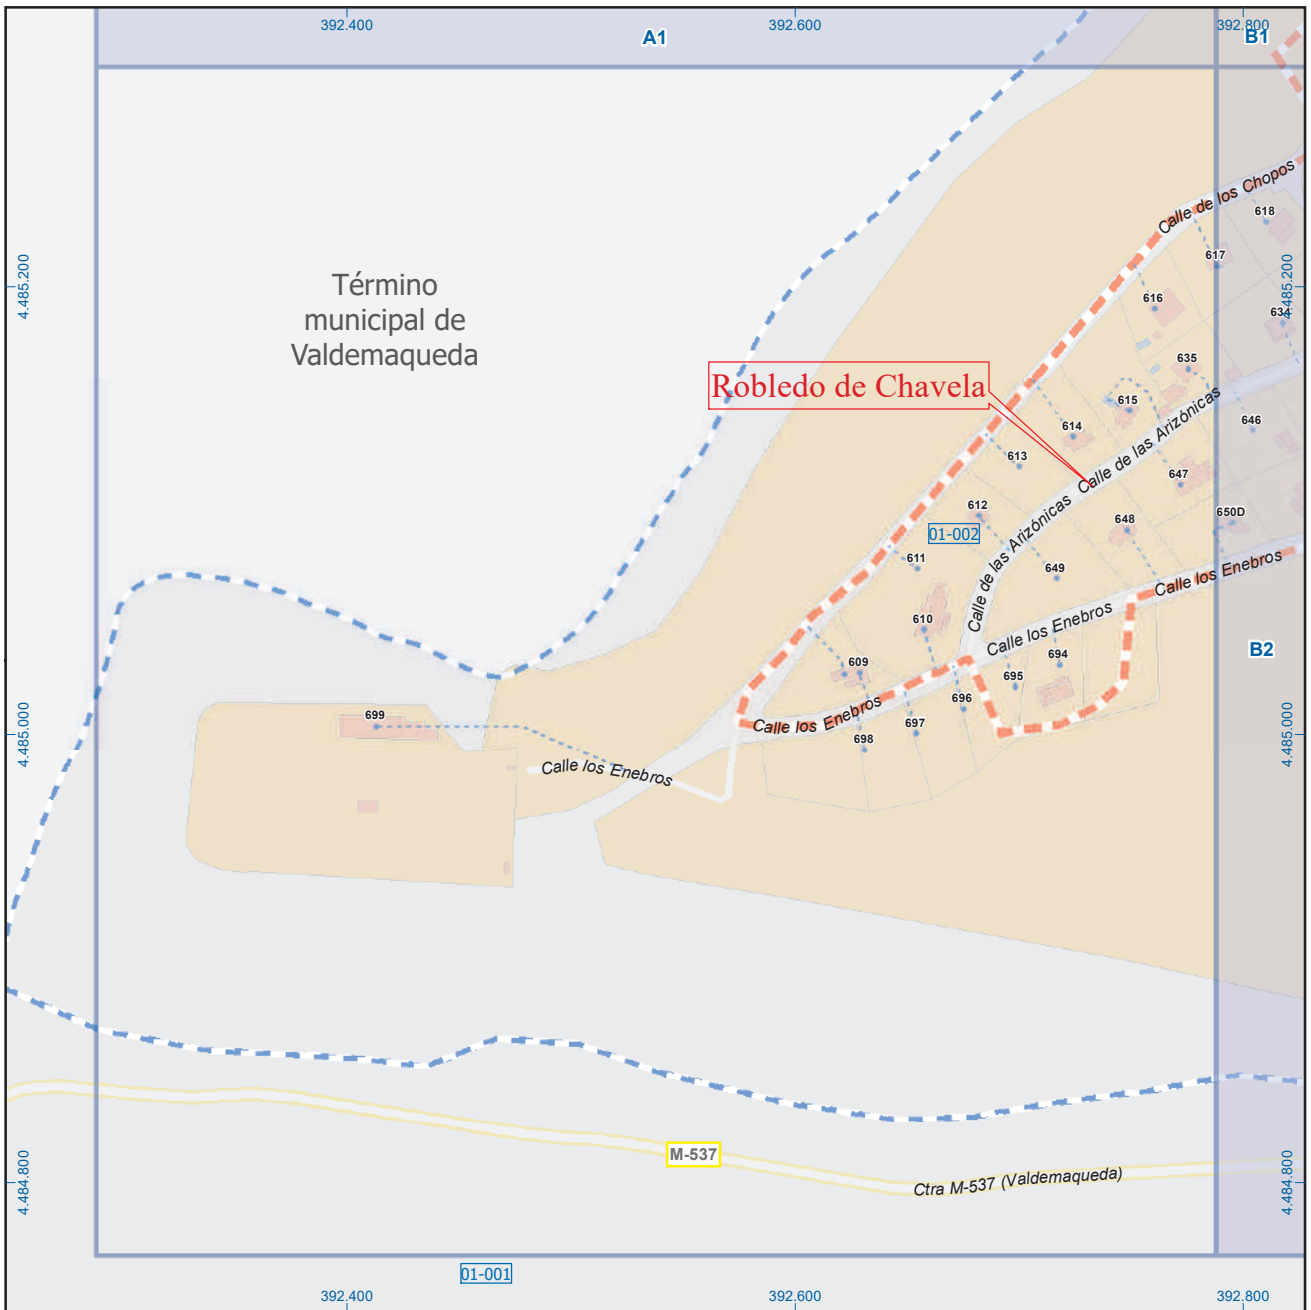 392.400
392.600
392.800
A1
B1
Calle de los Chopos
618
617
4.485.200
4.485.200
Término
municipal de
Valdemaqueda
616
634
635
Robledo de Chavela
615
614
646
613
Calle de las Arizónicas
647
612
650D
648
01-002
Calle de las Arizónicas
611
649
Calle los Enebros
610
Calle los Enebros
B2
609
694
695
696
699
Calle los Enebros
697
698
4.485.000
4.485.000
Calle los Enebros
M-537
Ctra M-537 (Valdemaqueda)
4.484.800
4.484.800
01-001
392.400
392.600
392.800